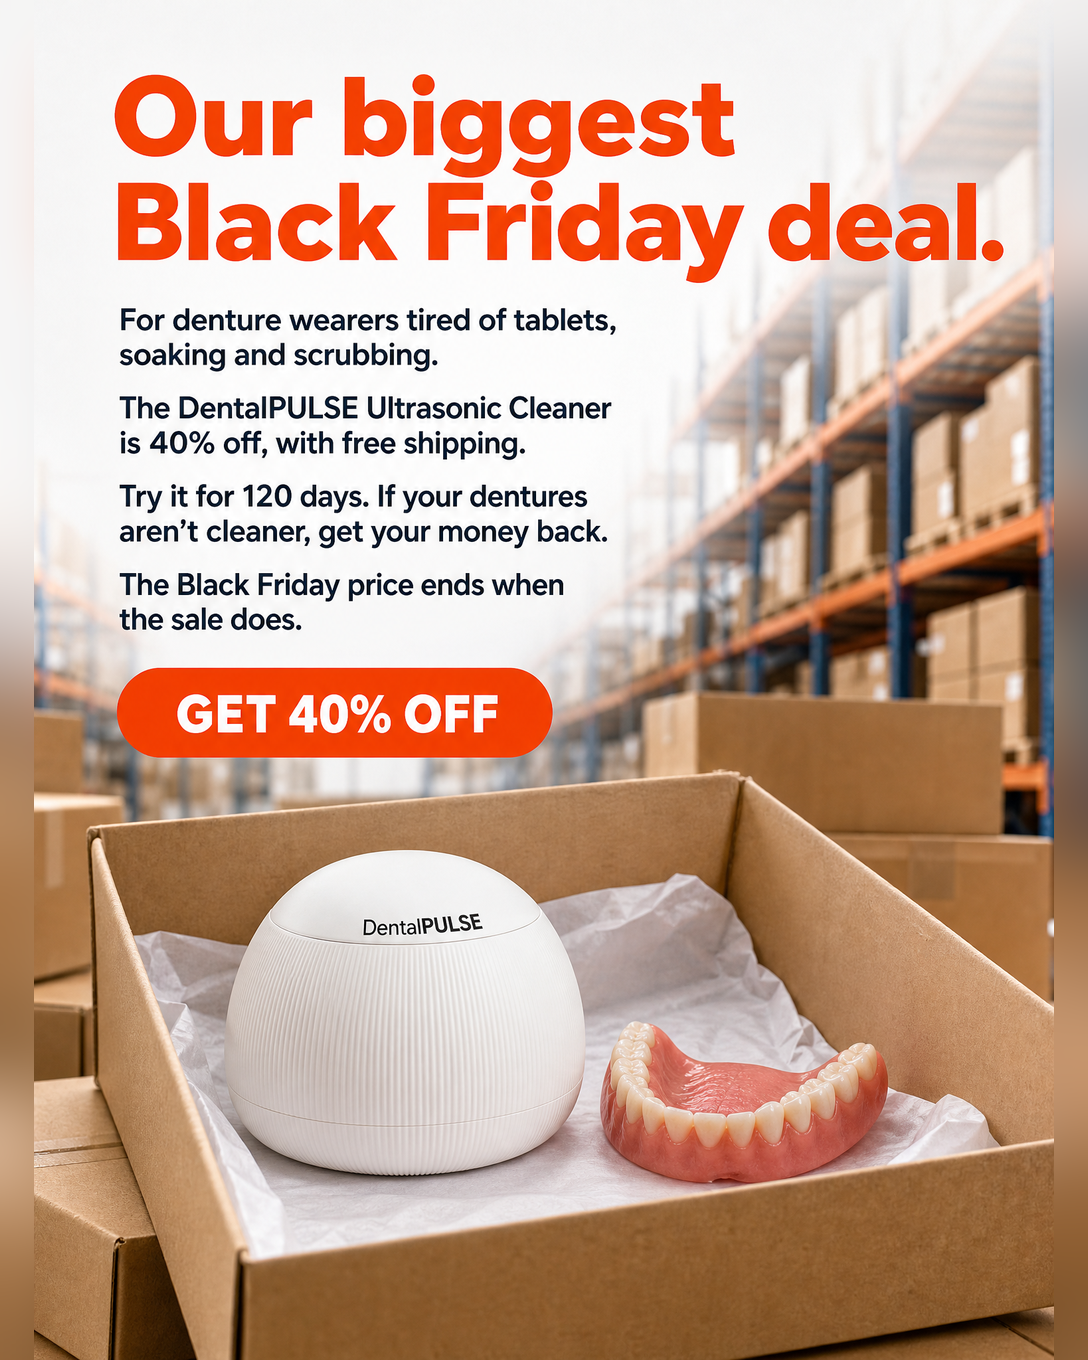 Our biggest
Black Friday deal.
For denture wearers tired of tablets,
soaking and scrubbing.
The DentalPULSE Ultrasonic Cleaner
is 40% off, with free shipping.
Try it for 120 days. If your dentures
aren’t cleaner, get your money back.
The Black Friday price ends when
the sale does.
GET 40% OFF
DentalPULSE